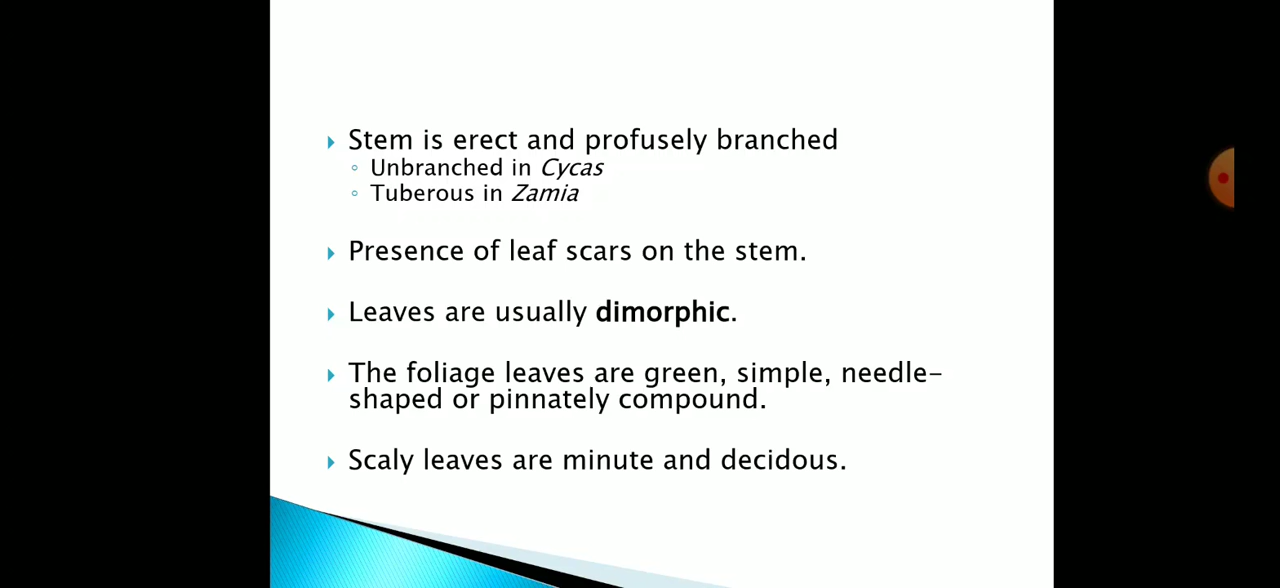 Stem is erect and profusely branched
Unbranched in Cycas
Tuberous in Zamia
Presence of leaf scars on the stem.
Leaves are usually dimorphic.
The foliage leaves are green, simple, needle-
shaped or pinnately compound.
Scaly leaves are minute and decidous.